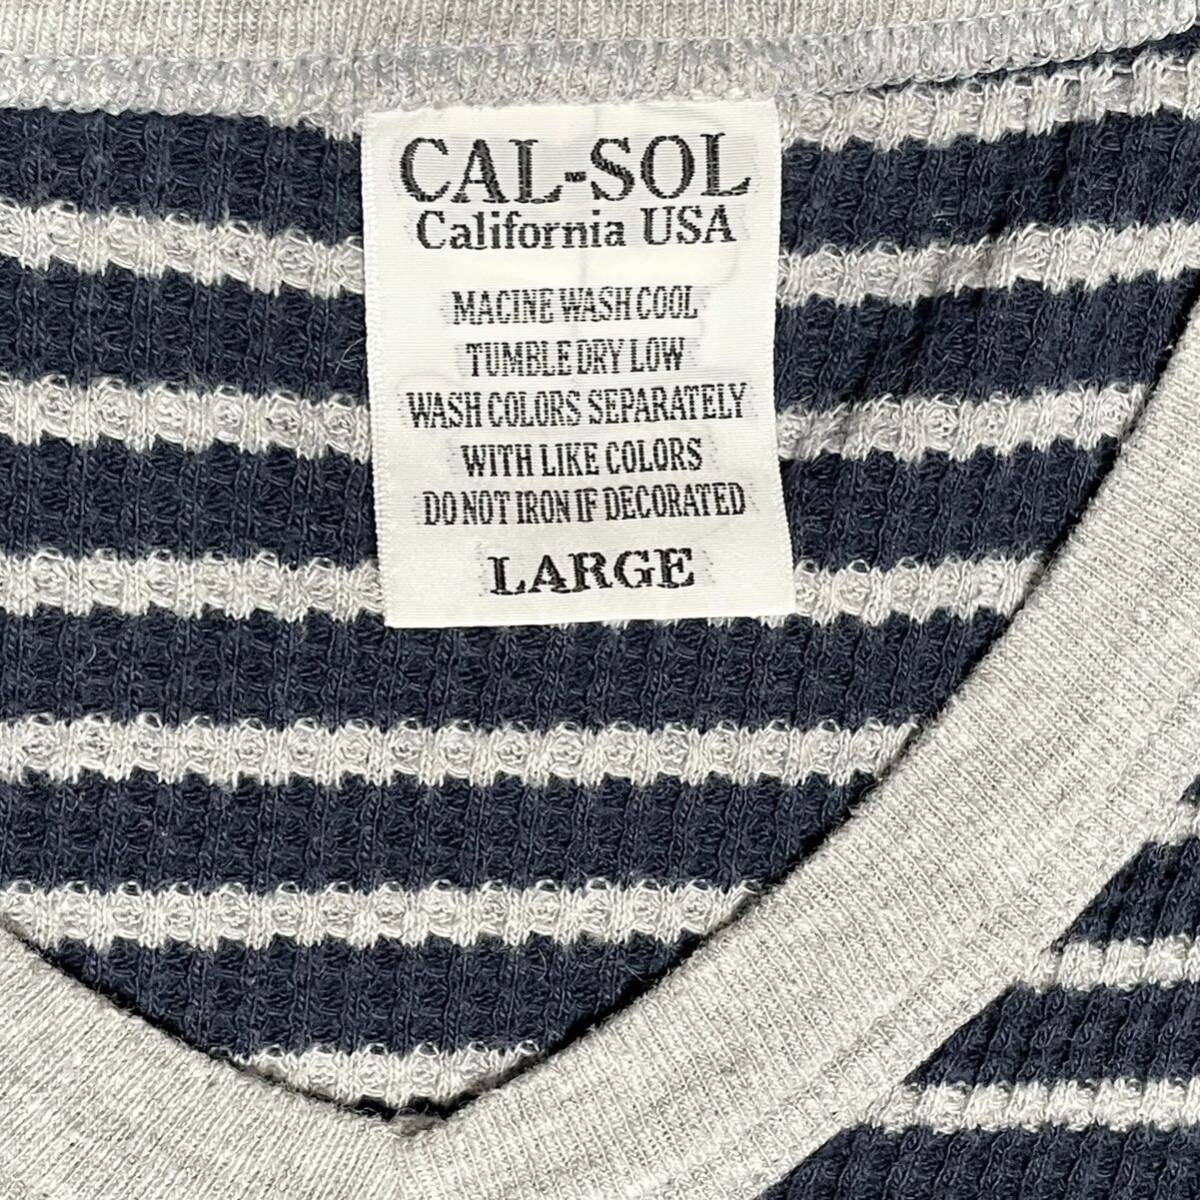 CAL-SOL
California USA
MACINE WASH COOL
TUMBLE DRY LOW
WASH COLORS SEPARATELY
WITH LIKE COLORS
DO NOT IRON IF DECORATED
LARGE